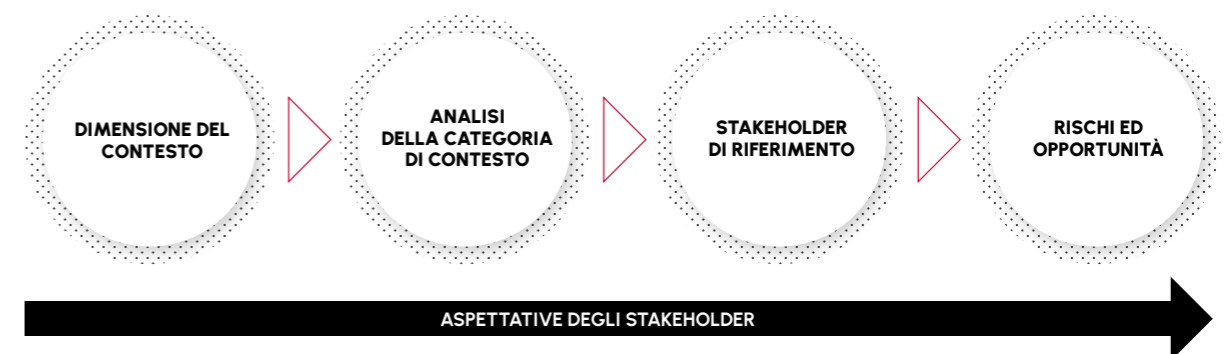 DIMENSIONE DEL
CONTESTO
ANALISI
DELLA CATEGORIA
DI CONTESTO
STAKEHOLDER
DI RIFERIMENTO
RISCHI ED
OPPORTUNITÀ
ASPETTATIVE DEGLI STAKEHOLDER